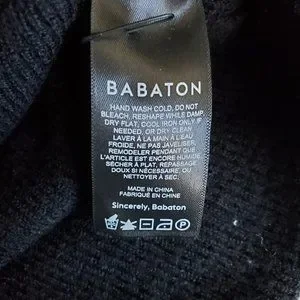 BABATON
HAND WASH COLD, DO NOT
BLEACH, RESHAPE WHILE DAMP,
DRY FLAT, COOL IRON ONLY IF
NEEDED, OR DRY CLEAN
LAVER À LA MAIN À L'EAU
FROIDE, NE PAS JAVELISER,
REMODELER PENDANT QUE
L'ARTICLE EST ENCORE HUMIDE,
SÉCHER À PLAT, REPASSAGE
DOUX SI NÉCESSAIRE OU
NETTOYER À SEC.
MADE IN CHINA
FABRIQUÉ EN CHINE
Sincerely, Babaton